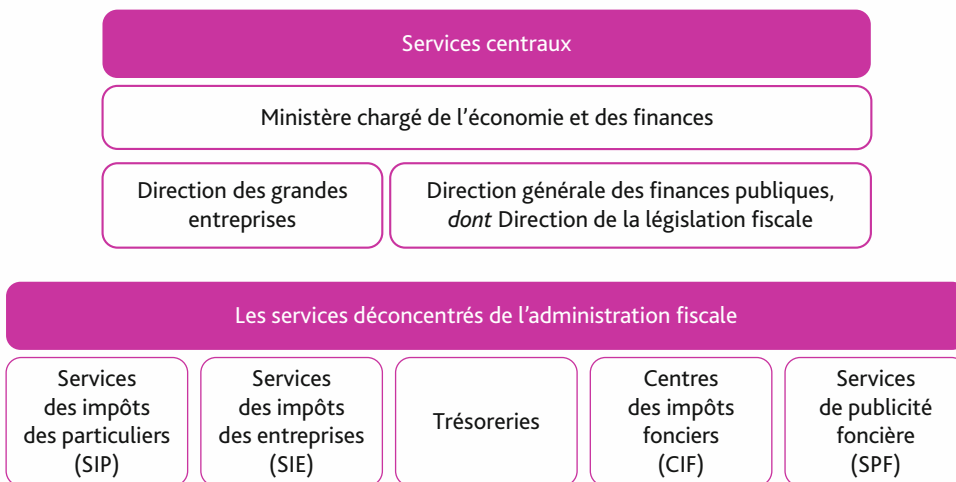 Services centraux
Ministère chargé de l'économie et des finances
Direction des grandes
entreprises
Direction générale des finances publiques,
dont Direction de la législation fiscale
Les services déconcentrés de l'administration fiscale
Services
des impôts
des particuliers
(SIP)
Services
des impôts
des entreprises
(SIE)
Trésoreries
Centres
des impôts
fonciers
(CIF)
Services
de publicité
foncière
(SPF)